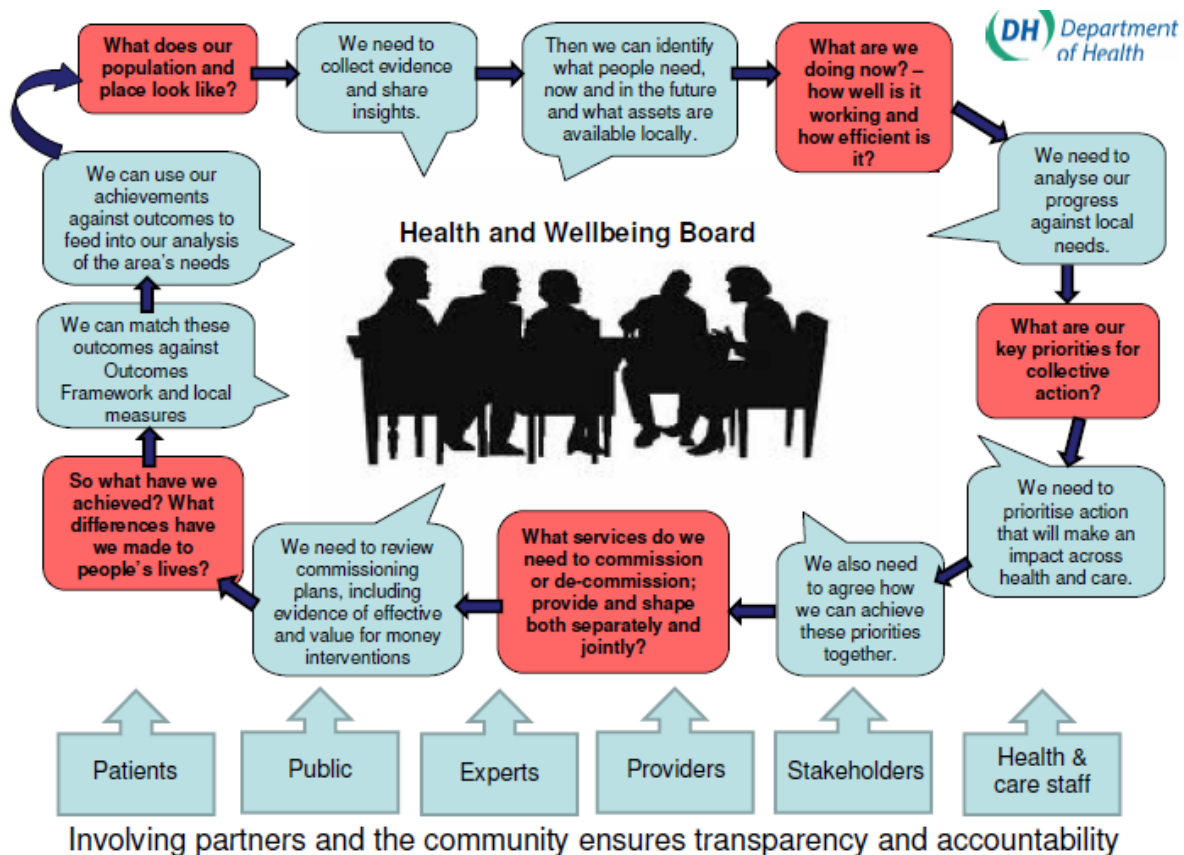 What does our
population and
place look like?
We need to
collect evidence
and share
insights.
Then we can identify
what people need,
now and in the future
and what assets are
available locally.
What are we
doing now? –
how well is it
working and
how efficient is
it?
DH Department
of Health
We need to
analyse our
progress
against local
needs.
What are our
key priorities for
collective
action?
We need to
prioritise action
that will make an
impact across
health and care.
We also need
to agree how
we can achieve
these priorities
together.
What services do we
need to commission
or de-commission;
provide and shape
both separately and
jointly?
We need to review
commissioning
plans, including
evidence of effective
and value for money
interventions
So what have we
achieved? What
differences have
we made to
people's lives?
We can match these
outcomes against
Outcomes
Framework and local
measures
We can use our
achievements
against outcomes to
feed into our analysis
of the area's needs
Health and Wellbeing Board
Patients
Public
Experts
Providers
Stakeholders
Health &
care staff
Involving partners and the community ensures transparency and accountability